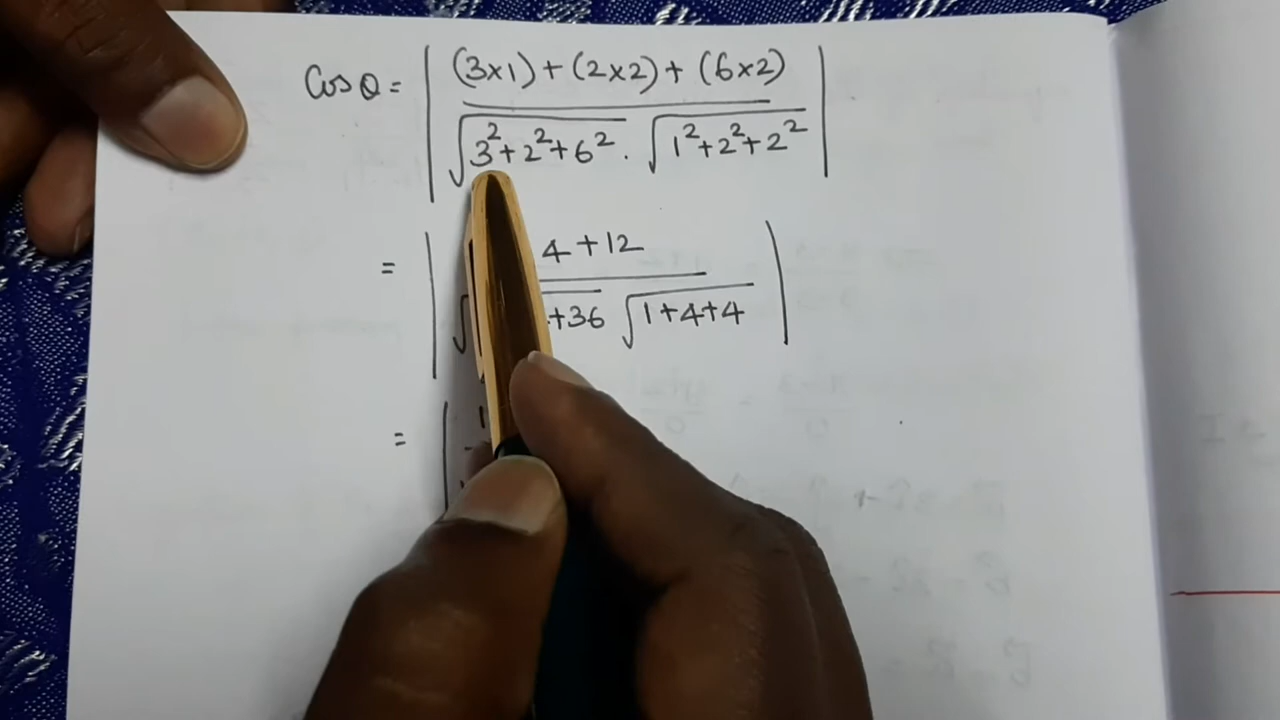 Cos θ = | (3×1) + (2×2) + (6×2) |
√3²+2²+6² . √1²+2²+2²
= | 4+12 |
+36 √1+4+4
= |